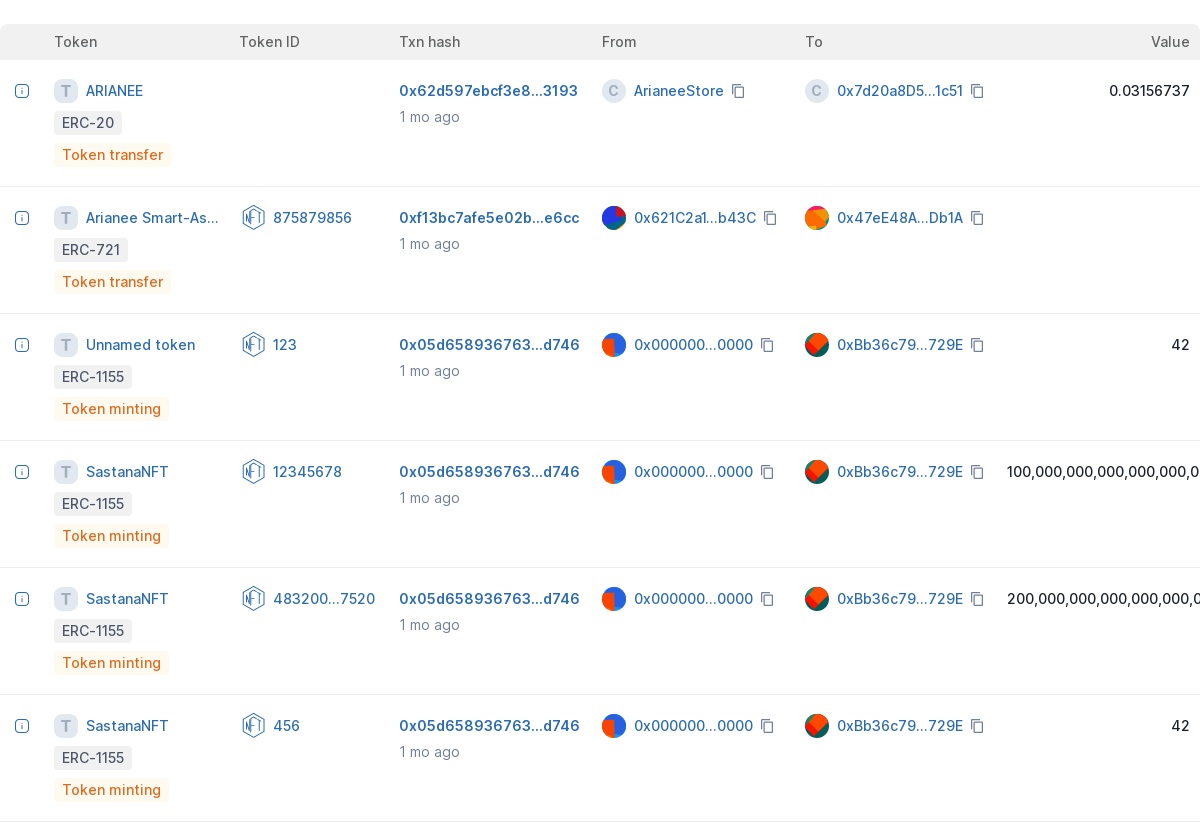 Token Token ID Txn hash From To Value
T ARIANEE 0x62d597ebcf3e8...3193 C ArianeeStore C 0x7d20a8D5...1c51 0.03156737
1 mo ago
ERC-20
Token transfer
T Arianee Smart-As... NFT 875879856 0xf13bc7afe5e02b...e6cc 0x621C2a1...b43C 0x47eE48A...Db1A
1 mo ago
ERC-721
Token transfer
T Unnamed token NFT 123 0x05d658936763...d746 0x000000...0000 0xBb36c79...729E 42
1 mo ago
ERC-1155
Token minting
T SastanaNFT NFT 12345678 0x05d658936763...d746 0x000000...0000 0xBb36c79...729E 100,000,000,000,000,000,0
1 mo ago
ERC-1155
Token minting
T SastanaNFT NFT 483200...7520 0x05d658936763...d746 0x000000...0000 0xBb36c79...729E 200,000,000,000,000,000,0
1 mo ago
ERC-1155
Token minting
T SastanaNFT NFT 456 0x05d658936763...d746 0x000000...0000 0xBb36c79...729E 42
1 mo ago
ERC-1155
Token minting